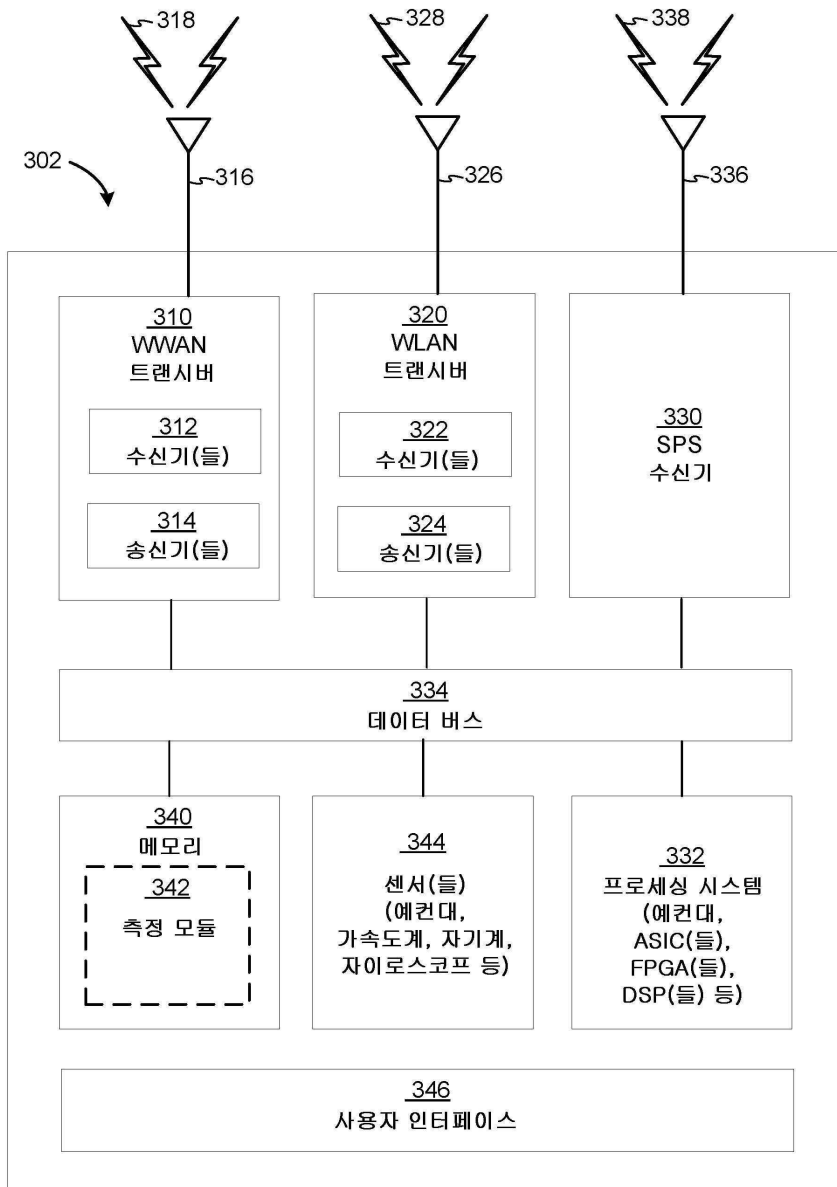 318
328
338
302
316
326
336
310
WWAN
트랜시버
312
수신기(들)
314
송신기(들)
320
WLAN
트랜시버
322
수신기(들)
324
송신기(들)
330
SPS
수신기
334
데이터 버스
340
메모리
342
측정 모듈
344
센서(들)
(예컨대,
가속도계, 자기계,
자이로스코프 등)
332
프로세싱 시스템
(예컨대,
ASIC(들),
FPGA(들),
DSP(들) 등)
346
사용자 인터페이스